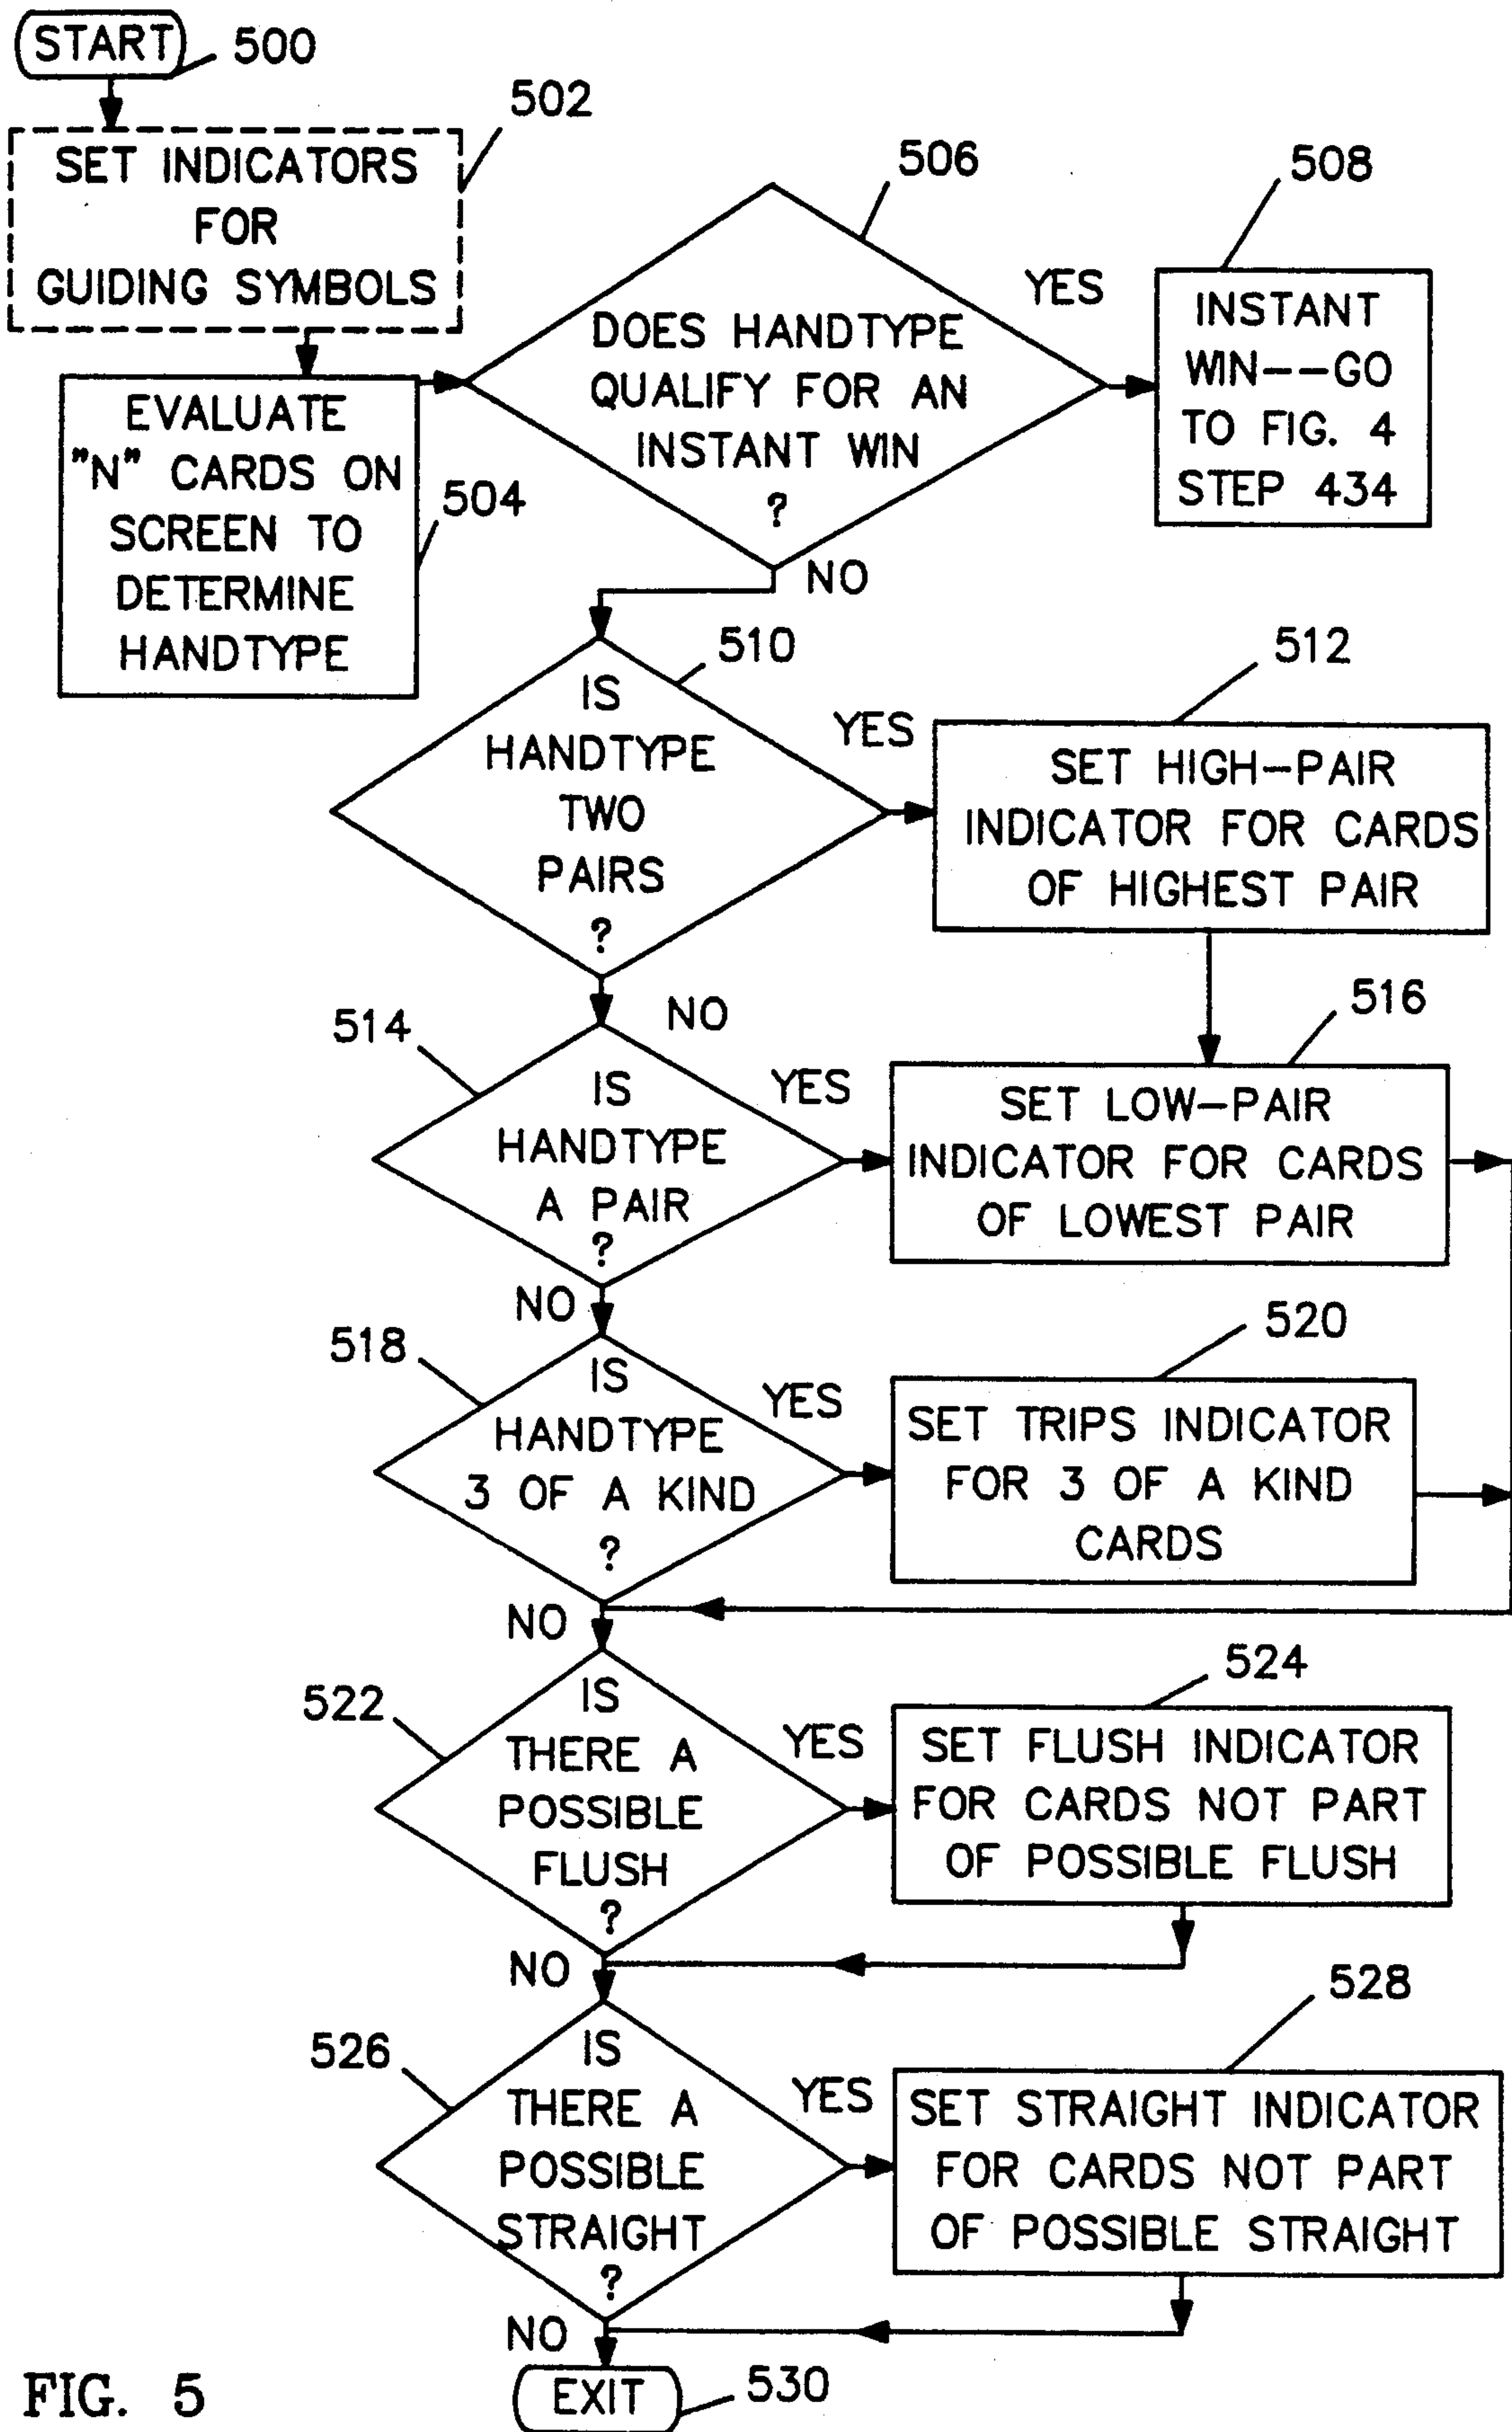 START
500
502
SET INDICATORS
FOR
GUIDING SYMBOLS
EVALUATE
"N" CARDS ON
SCREEN TO
DETERMINE
HANDTYPE
504
506
DOES HANDTYPE
QUALIFY FOR AN
INSTANT WIN
?
YES
508
INSTANT
WIN--GO
TO FIG. 4
STEP 434
NO
510
IS
HANDTYPE
TWO
PAIRS
?
YES
512
SET HIGH-PAIR
INDICATOR FOR CARDS
OF HIGHEST PAIR
NO
514
IS
HANDTYPE
A PAIR
?
YES
516
SET LOW-PAIR
INDICATOR FOR CARDS
OF LOWEST PAIR
NO
518
IS
HANDTYPE
3 OF A KIND
?
YES
520
SET TRIPS INDICATOR
FOR 3 OF A KIND
CARDS
NO
522
IS
THERE A
POSSIBLE
FLUSH
?
YES
524
SET FLUSH INDICATOR
FOR CARDS NOT PART
OF POSSIBLE FLUSH
NO
526
IS
THERE A
POSSIBLE
STRAIGHT
?
YES
528
SET STRAIGHT INDICATOR
FOR CARDS NOT PART
OF POSSIBLE STRAIGHT
NO
EXIT
530
FIG. 5